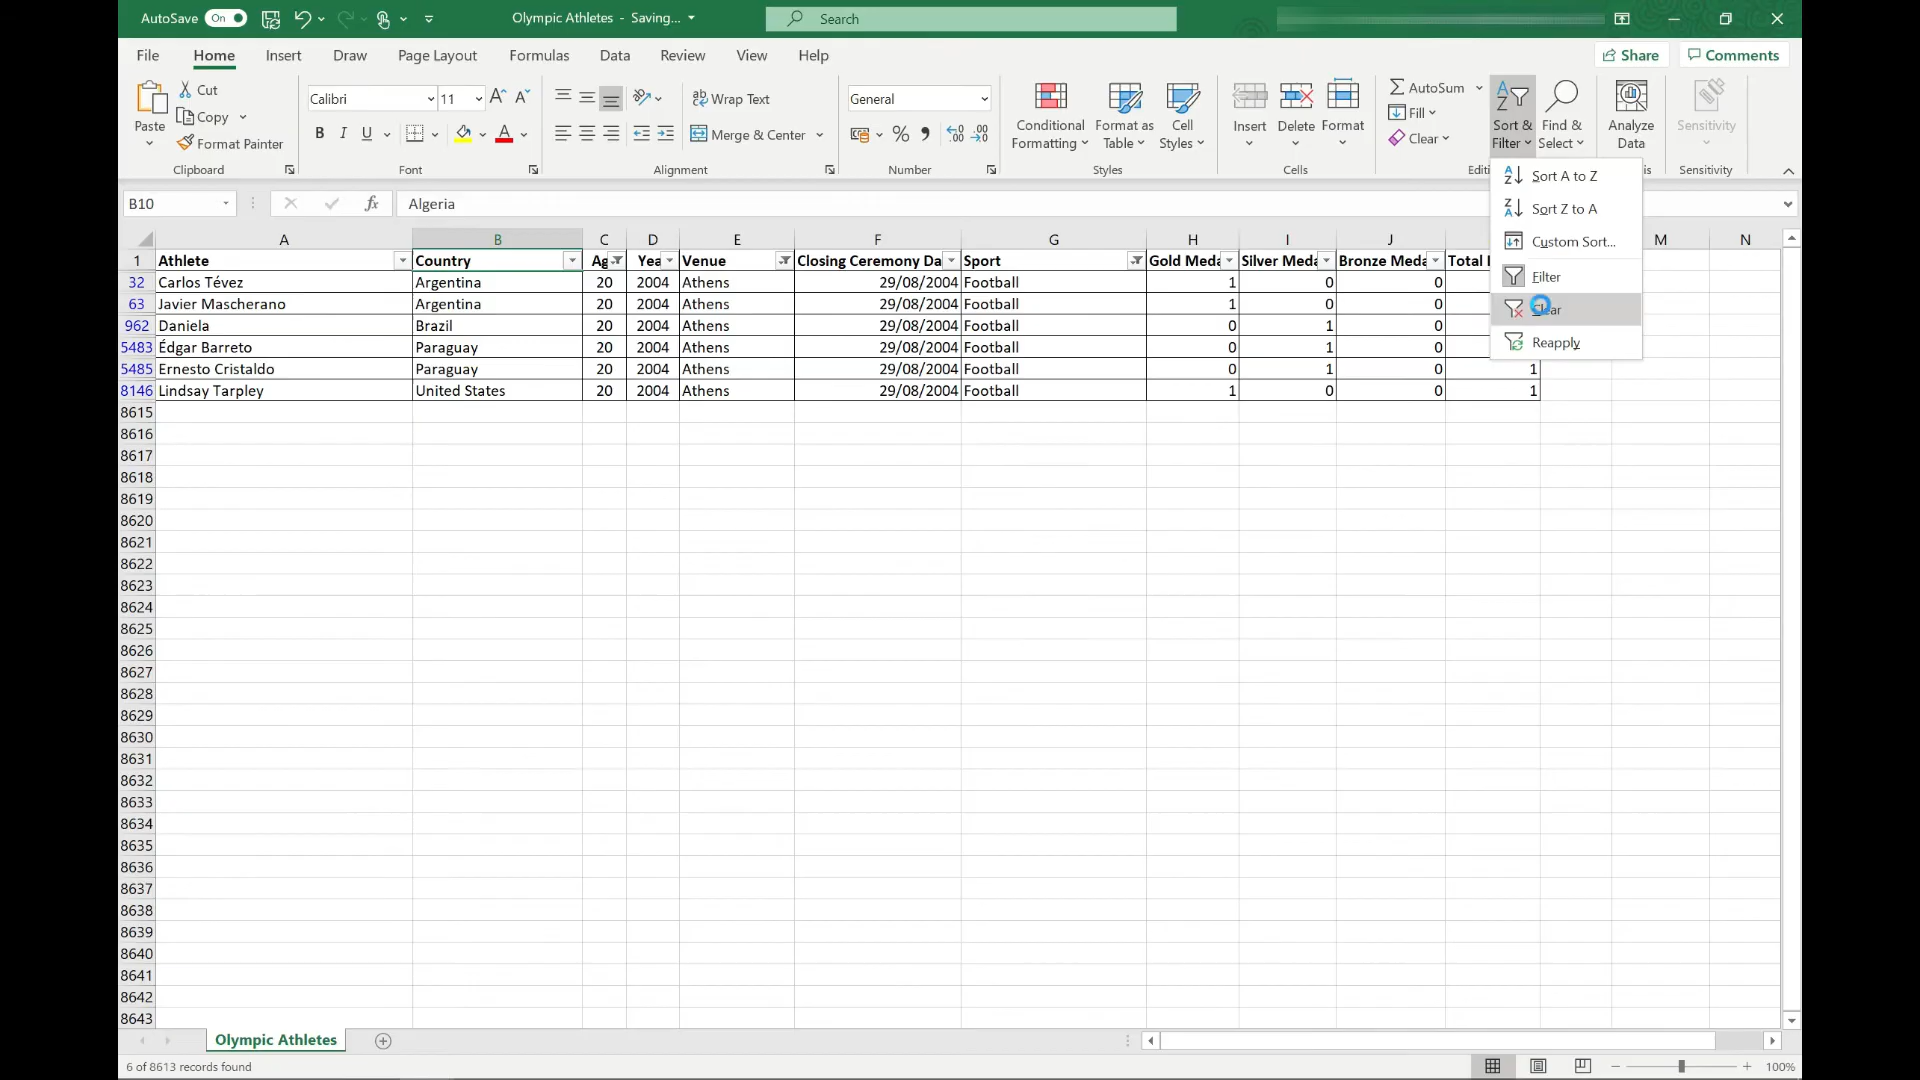 AutoSave On Olympic Athletes - Saving... Search
File Home Insert Draw Page Layout Formulas Data Review View Help Share Comments
Paste Cut Copy Format Painter Clipboard
Calibri 11 B I U Font
Wrap Text Merge & Center Alignment
General % Number
Conditional Formatting Format as Table Cell Styles Styles
Insert Delete Format Cells
AutoSum Fill Clear Sort & Filter Find & Select Editi
Analyze Data is
Sensitivity Sensitivity
Sort A to Z
Sort Z to A
Custom Sort...
Filter
Clear
Reapply
B10 fx Algeria
A B C D E F G H I J M N
1 Athlete Country Ag Yea Venue Closing Ceremony Da Sport Gold Meda Silver Meda Bronze Meda Total
32 Carlos Tévez Argentina 20 2004 Athens 29/08/2004 Football 1 0 0
63 Javier Mascherano Argentina 20 2004 Athens 29/08/2004 Football 1 0 0
962 Daniela Brazil 20 2004 Athens 29/08/2004 Football 0 1 0
5483 Édgar Barreto Paraguay 20 2004 Athens 29/08/2004 Football 0 1 0
5485 Ernesto Cristaldo Paraguay 20 2004 Athens 29/08/2004 Football 0 1 0 1
8146 Lindsay Tarpley United States 20 2004 Athens 29/08/2004 Football 1 0 0 1
8615
8616
8617
8618
8619
8620
8621
8622
8623
8624
8625
8626
8627
8628
8629
8630
8631
8632
8633
8634
8635
8636
8637
8638
8639
8640
8641
8642
8643
Olympic Athletes
6 of 8613 records found 100%